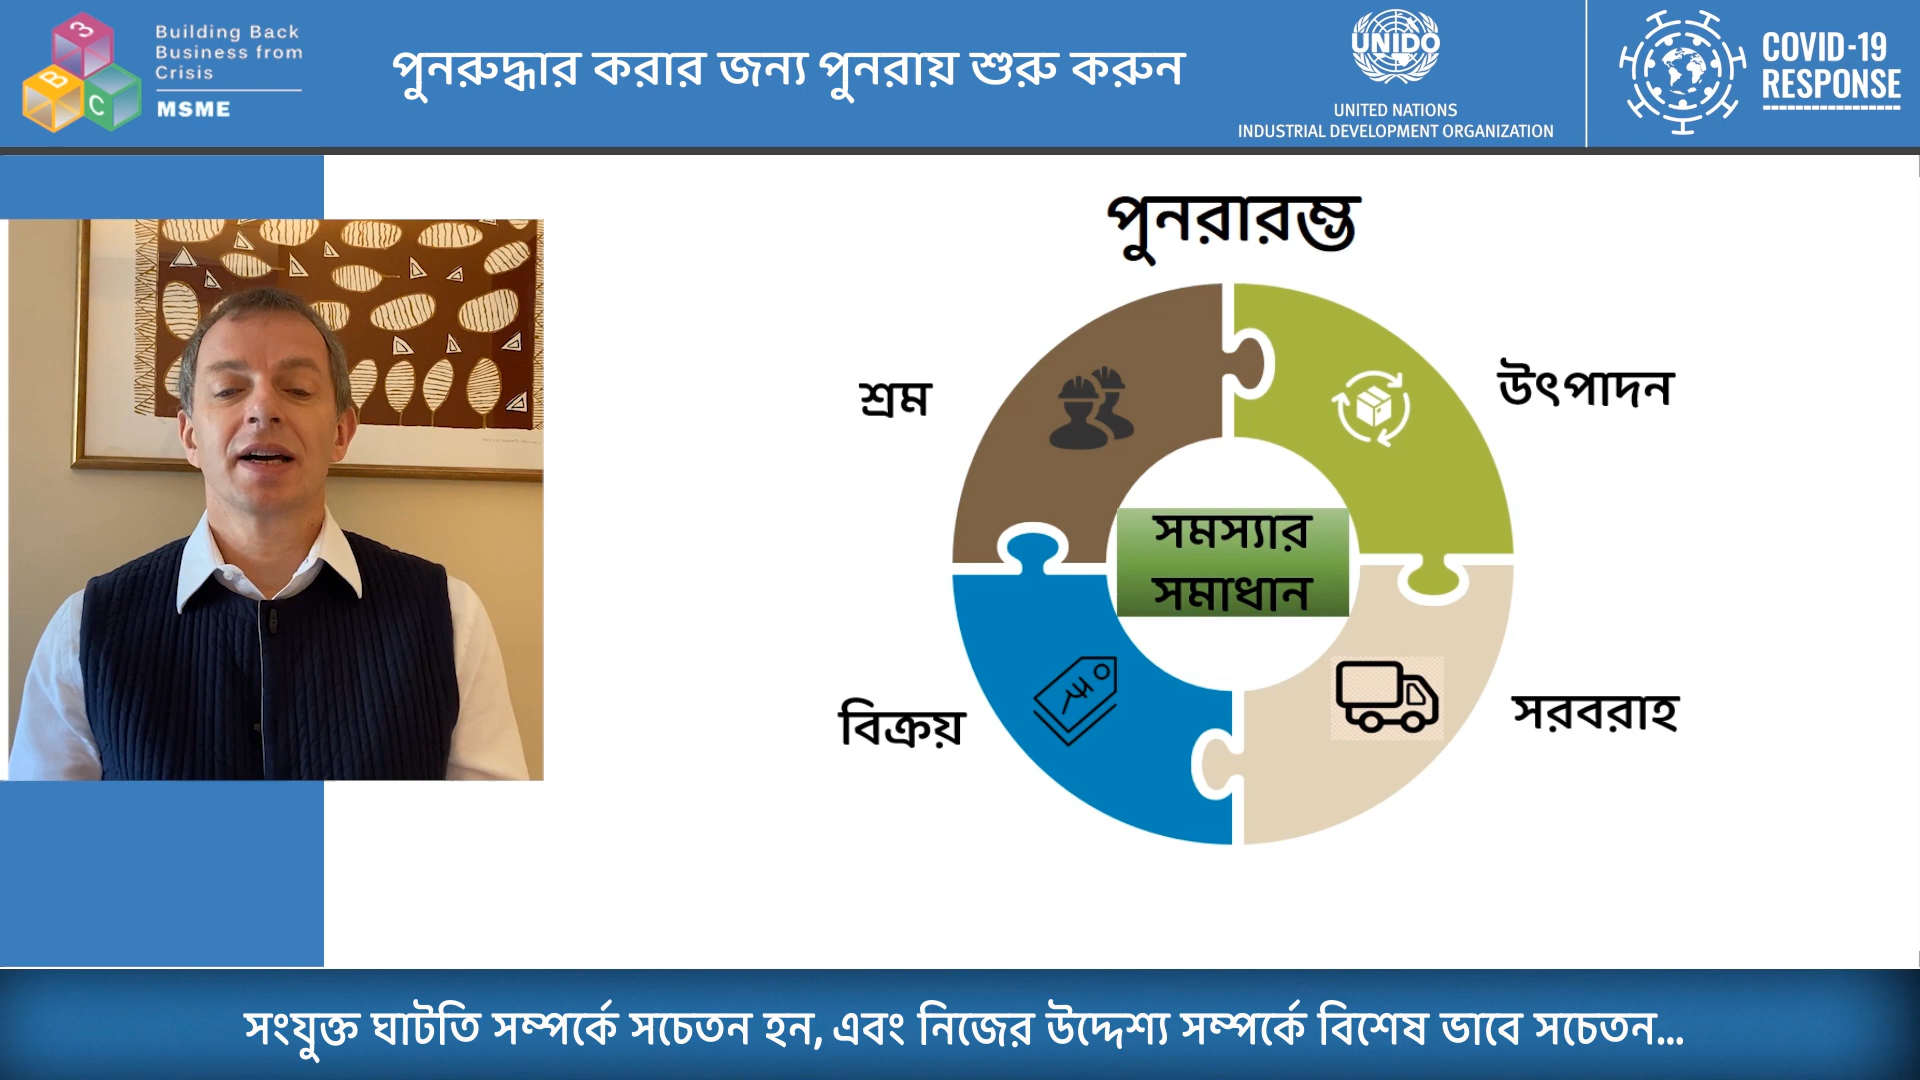 3
B
C
Building Back
Business from
Crisis
MSME
পুনরুদ্ধার করার জন্য পুনরায় শুরু করুন
UNIDO
UNITED NATIONS
INDUSTRIAL DEVELOPMENT ORGANIZATION
COVID-19
RESPONSE
পুনরারম্ভ
শ্রম
উৎপাদন
সমস্যার
সমাধান
বিক্রয়
সরবরাহ
সংযুক্ত ঘাটতি সম্পর্কে সচেতন হন, এবং নিজের উদ্দেশ্য সম্পর্কে বিশেষ ভাবে সচেতন...